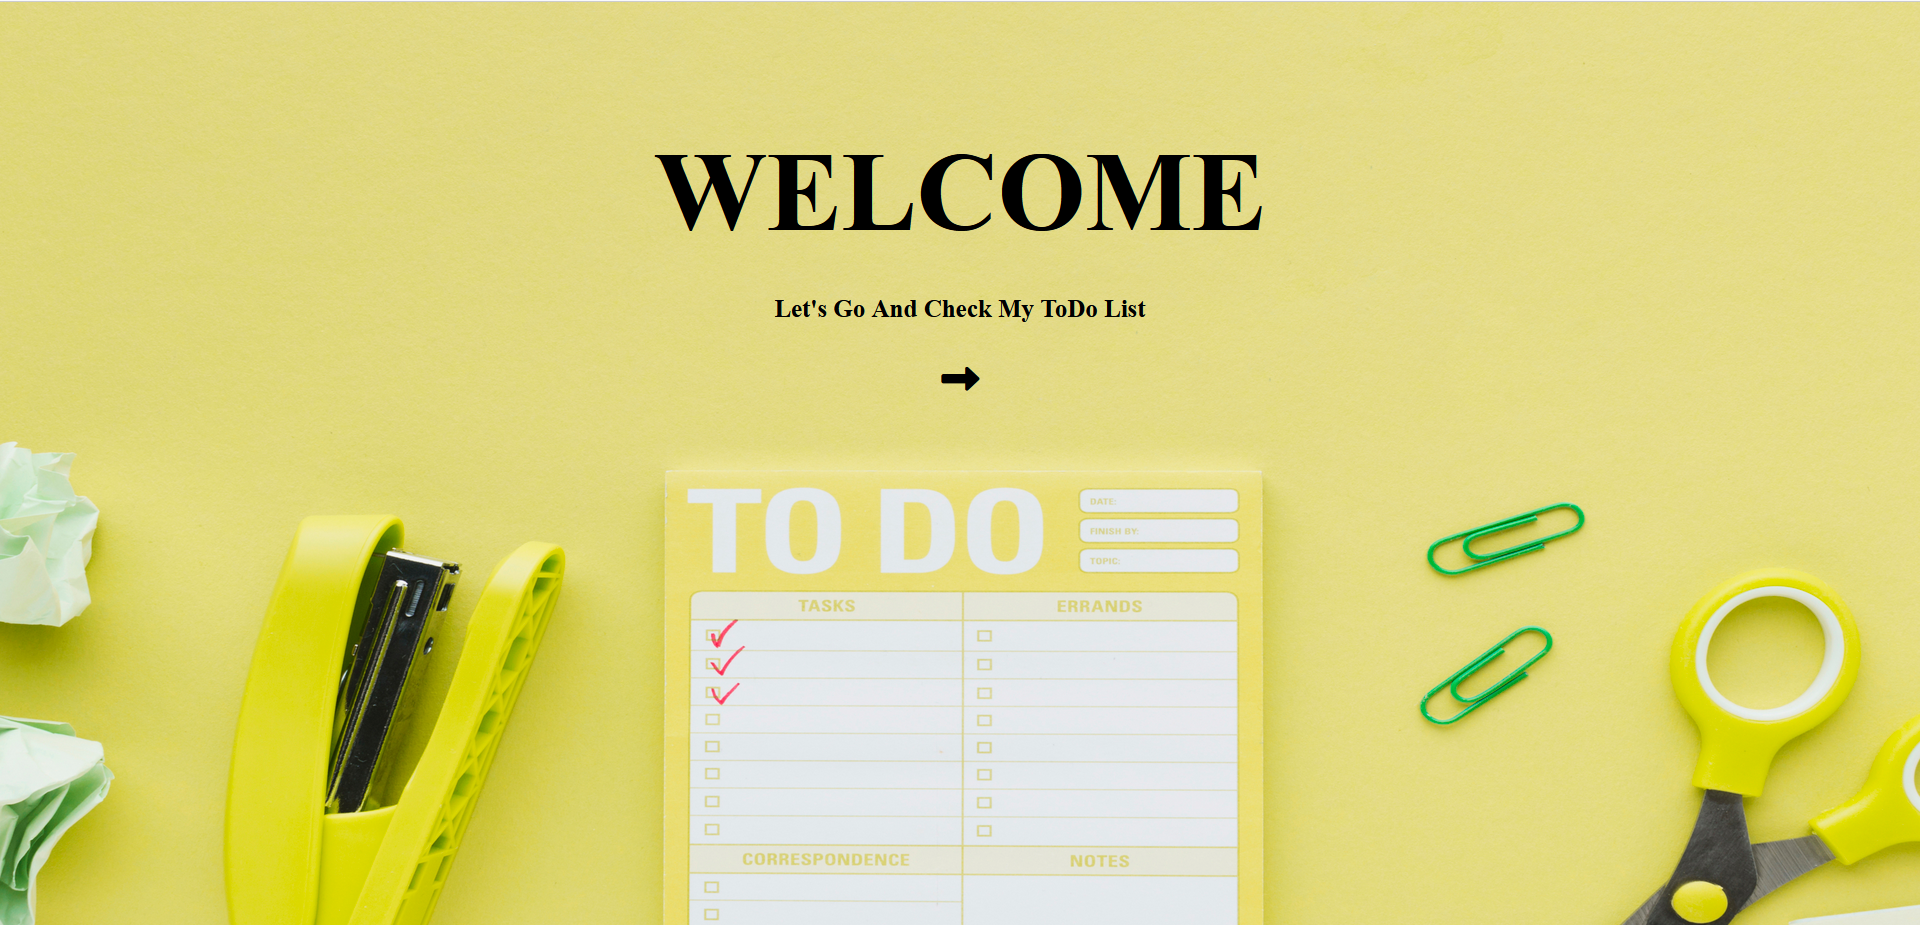 WELCOME
Let's Go And Check My ToDo List
TO DO
DATE:
FINISH BY:
TOPIC:
TASKS
ERRANDS
CORRESPONDENCE
NOTES